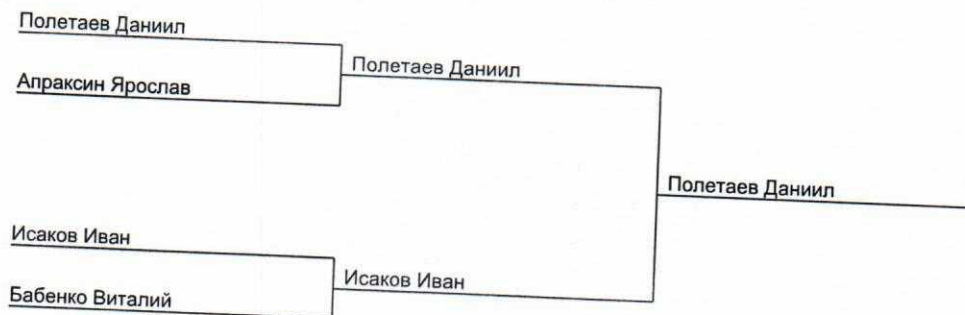 Полетаев Даниил
Апраксин Ярослав
Полетаев Даниил
Полетаев Даниил
Исаков Иван
Бабенко Виталий
Исаков Иван